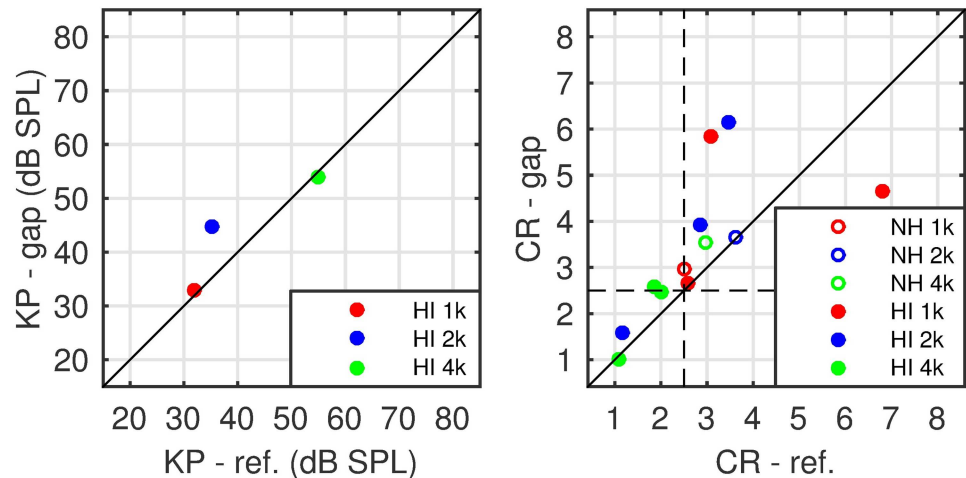 KP - gap (dB SPL)
80
70
60
50
40
30
20
20 30 40 50 60 70 80
KP - ref. (dB SPL)
HI 1k
HI 2k
HI 4k
CR - gap
8
7
6
5
4
3
2
1
1 2 3 4 5 6 7 8
CR - ref.
NH 1k
NH 2k
NH 4k
HI 1k
HI 2k
HI 4k